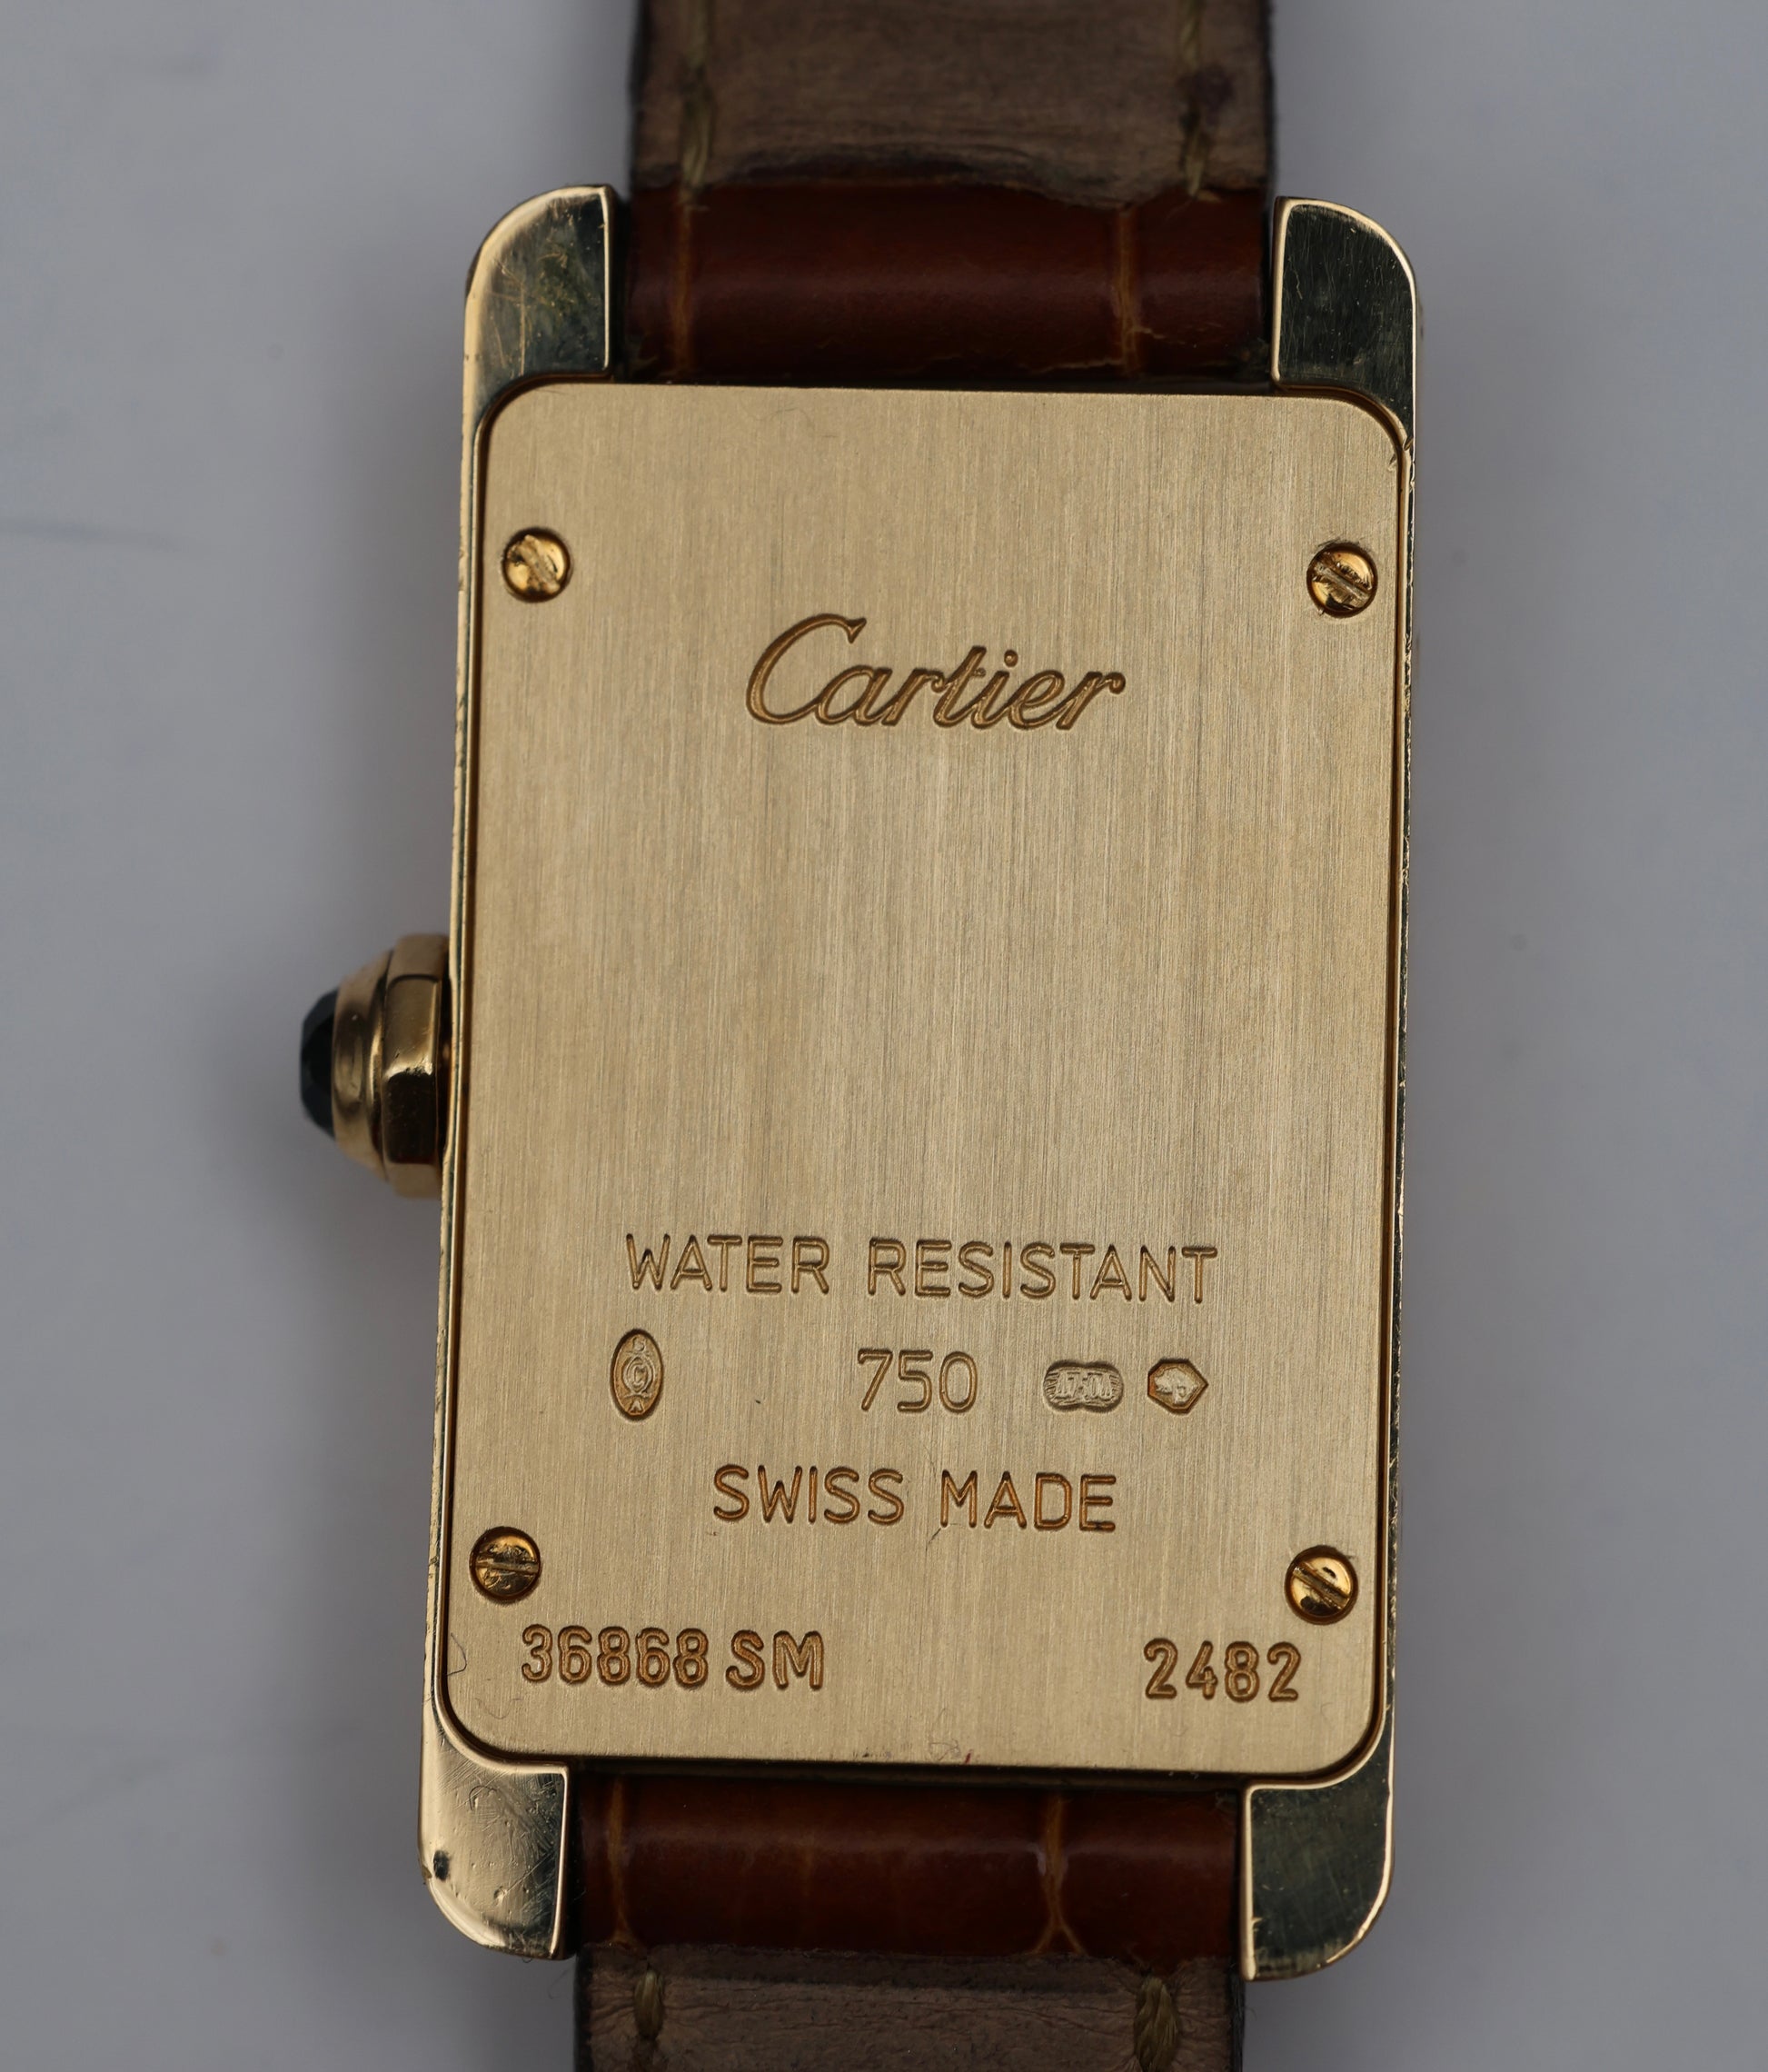 Cartier
WATER RESISTANT
750
SWISS MADE
36868 SM 2482